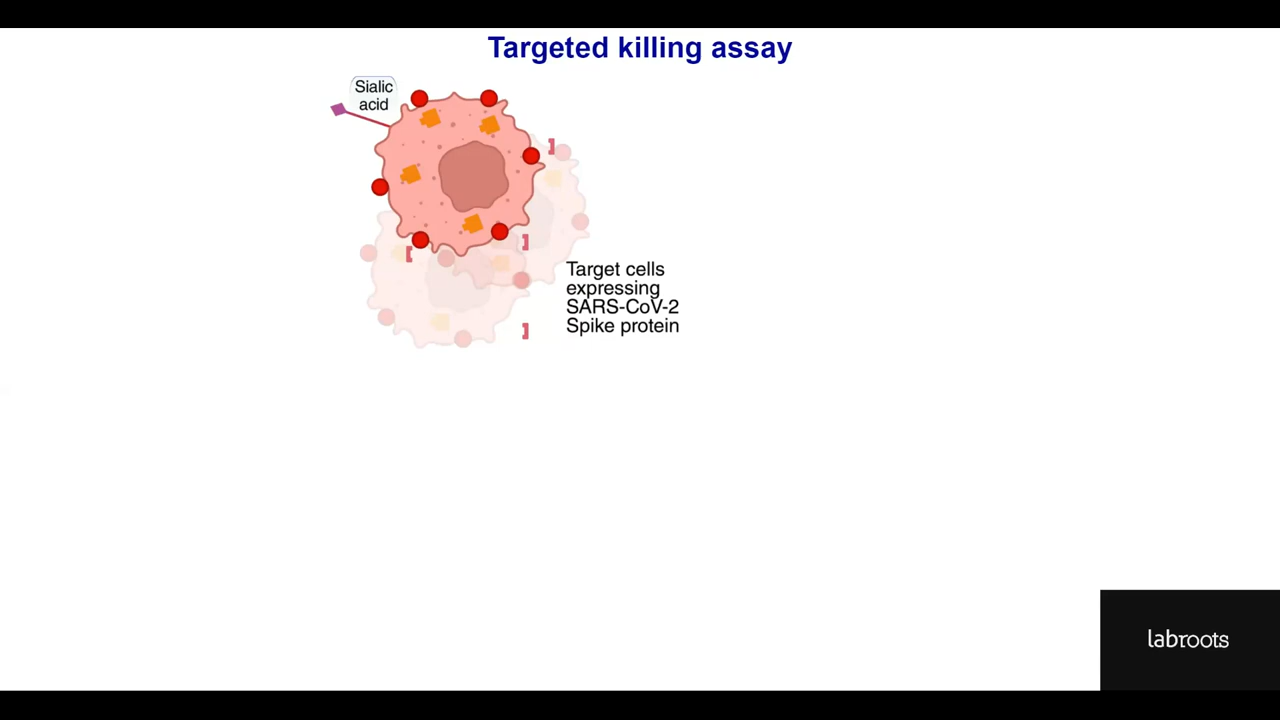 Targeted killing assay
Sialic
acid
Target cells
expressing
SARS-CoV-2
Spike protein
labroots